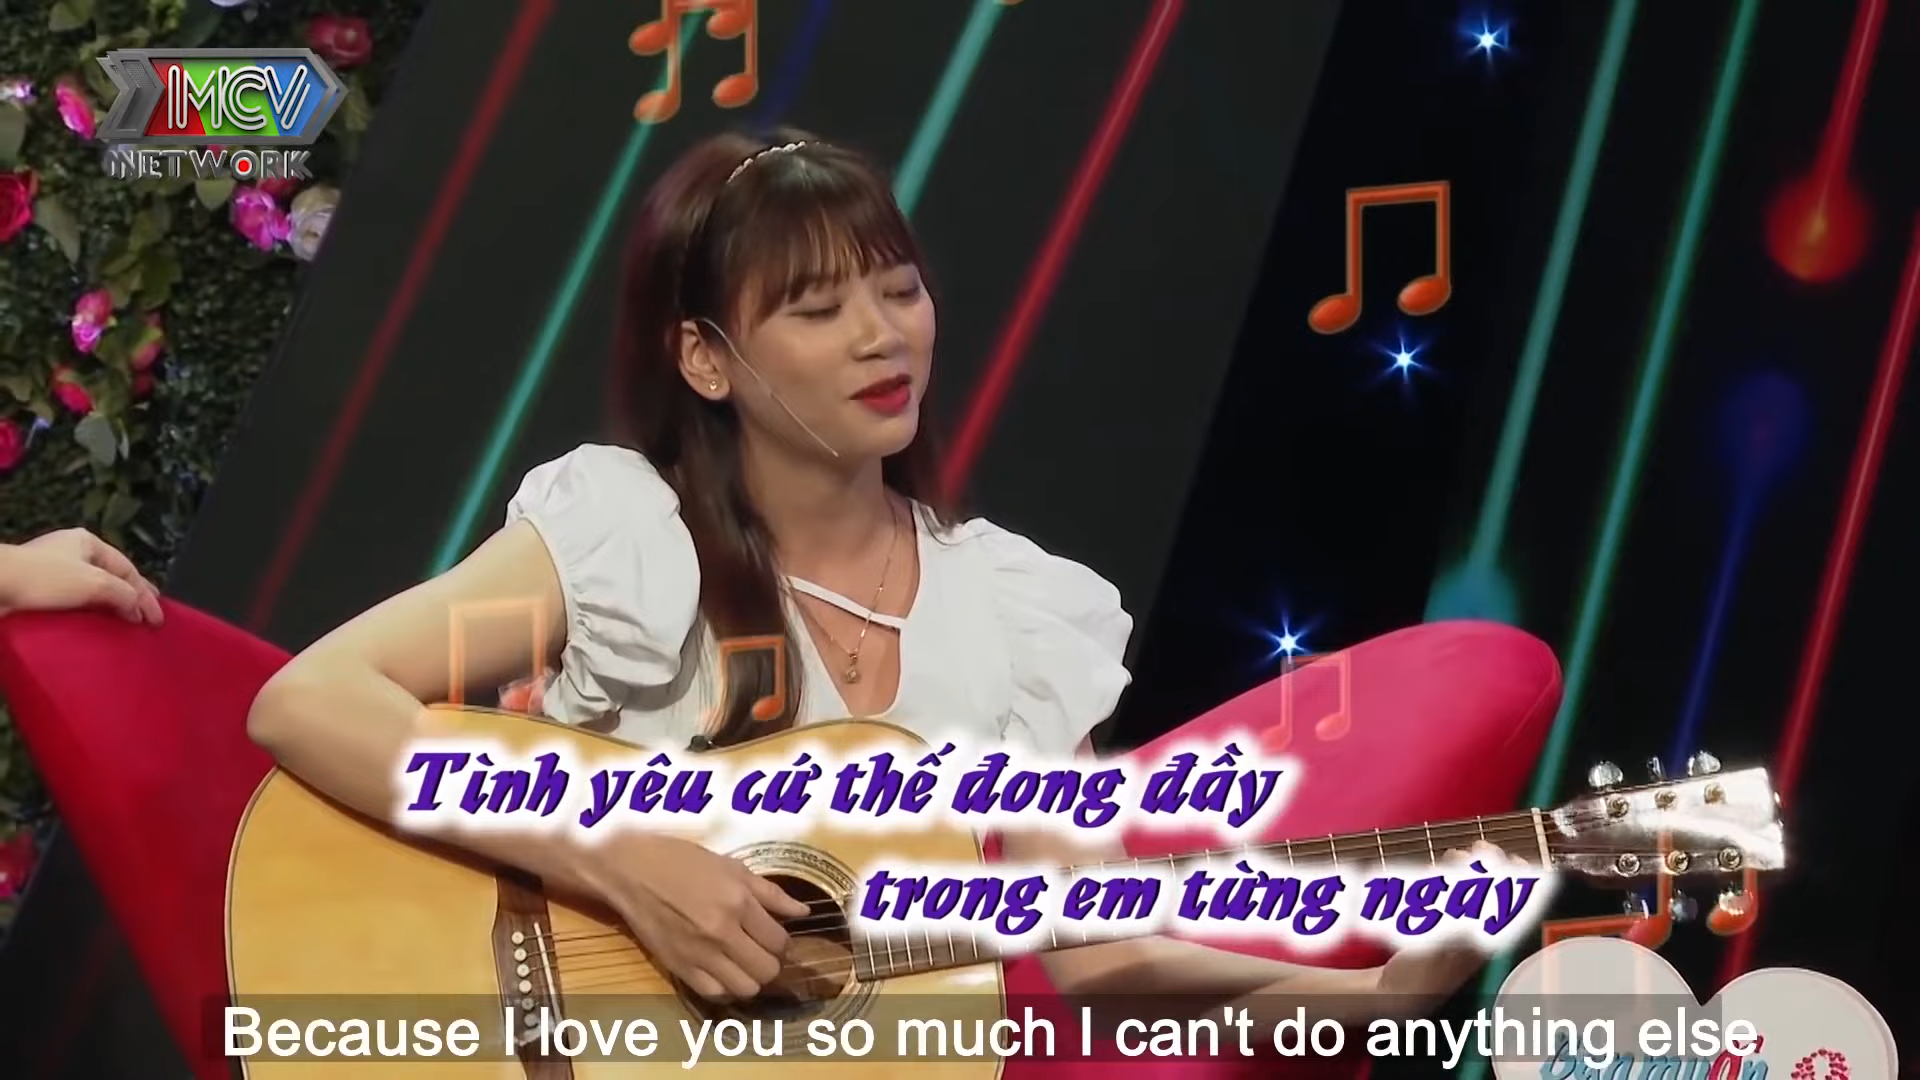 MCV
NETWORK
Tình yêu cứ thế đong đầy
trong em từng ngày
Because I love you so much I can't do anything else